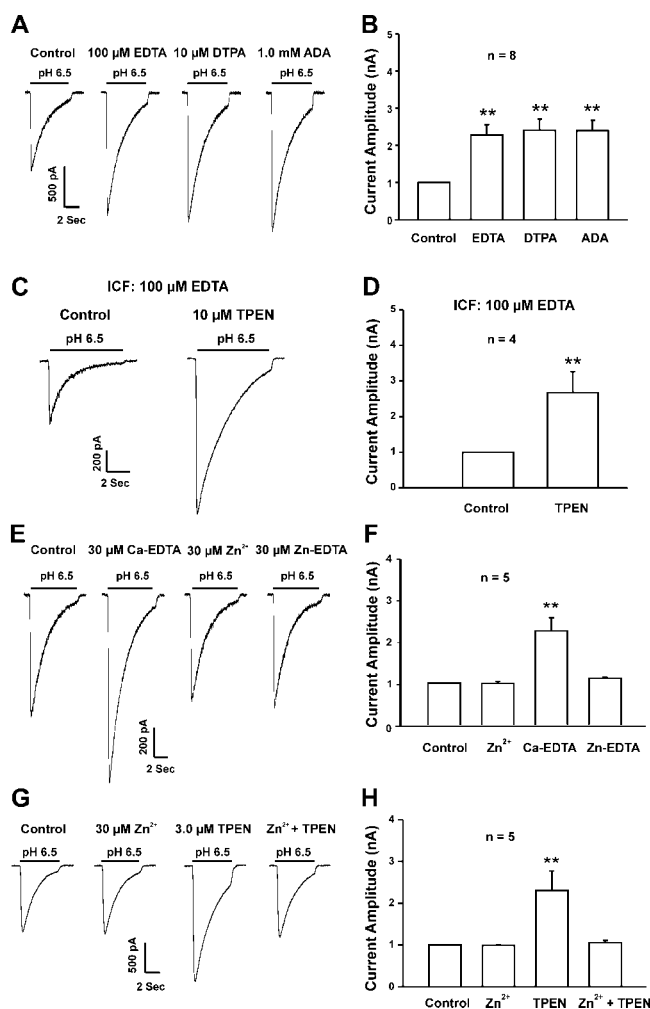 A
Control 100 µM EDTA 10 µM DTPA 1.0 mM ADA
pH 6.5 pH 6.5 pH 6.5 pH 6.5
500 pA
2 Sec
B
Current Amplitude (nA)
5
4
3
2
1
0
n = 8
** ** **
Control EDTA DTPA ADA
C
ICF: 100 µM EDTA
Control 10 µM TPEN
pH 6.5 pH 6.5
200 pA
2 Sec
D
ICF: 100 µM EDTA
Current Amplitude (nA)
5
4
3
2
1
0
n = 4
**
Control TPEN
E
Control 30 µM Ca-EDTA 30 µM Zn²⁺ 30 µM Zn-EDTA
pH 6.5 pH 6.5 pH 6.5 pH 6.5
200 pA
2 Sec
F
Current Amplitude (nA)
4
3
2
1
0
n = 5
**
Control Zn²⁺ Ca-EDTA Zn-EDTA
G
Control 30 µM Zn²⁺ 3.0 µM TPEN Zn²⁺ + TPEN
pH 6.5 pH 6.5 pH 6.5 pH 6.5
500 pA
2 Sec
H
Current Amplitude (nA)
4
3
2
1
0
n = 5
**
Control Zn²⁺ TPEN Zn²⁺ + TPEN